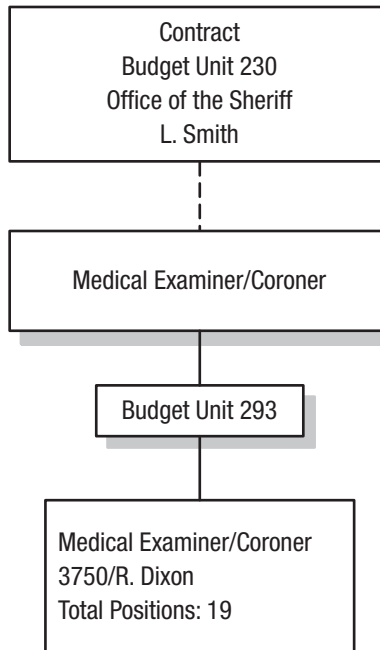 Contract
Budget Unit 230
Office of the Sheriff
L. Smith
Medical Examiner/Coroner
Budget Unit 293
Medical Examiner/Coroner
3750/R. Dixon
Total Positions: 19